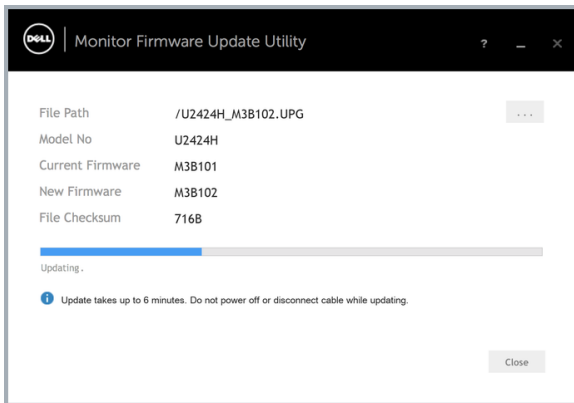 DELL Monitor Firmware Update Utility ? _ ×
File Path /U2424H_M3B102.UPG ...
Model No U2424H
Current Firmware M3B101
New Firmware M3B102
File Checksum 716B
Updating.
i Update takes up to 6 minutes. Do not power off or disconnect cable while updating.
Close